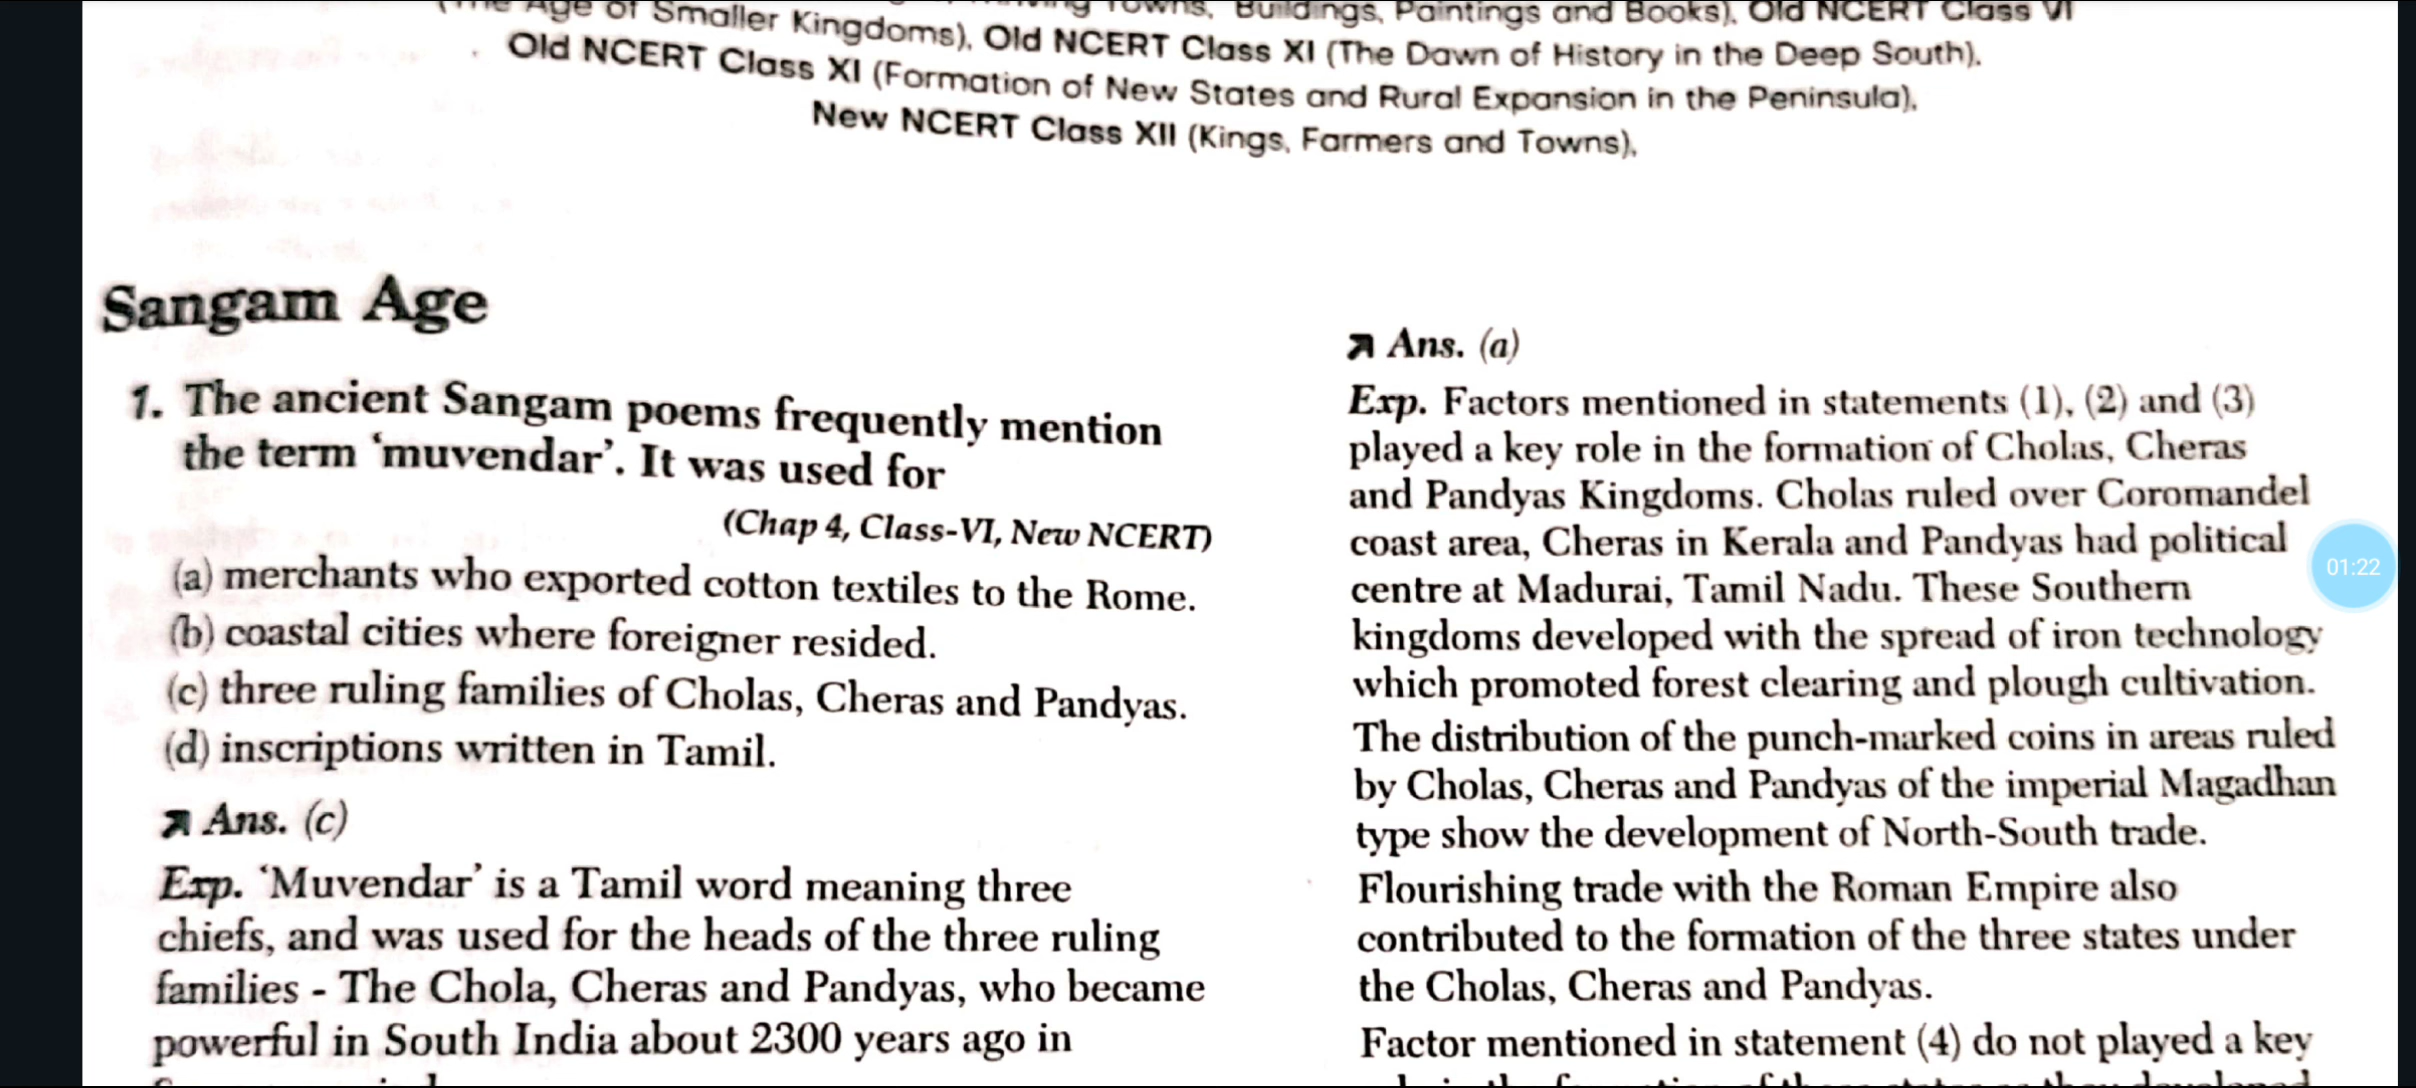 (The Age of Smaller Kingdoms), Old NCERT Class XI (The Dawn of History in the Deep South),
Towns, Buildings, Paintings and Books), Old NCERT Class VI
Old NCERT Class XI (Formation of New States and Rural Expansion in the Peninsula),
New NCERT Class XII (Kings, Farmers and Towns),
Sangam Age
1. The ancient Sangam poems frequently mention
the term ‘muvendar’. It was used for
(Chap 4, Class-VI, New NCERT)
(a) merchants who exported cotton textiles to the Rome.
(b) coastal cities where foreigner resided.
(c) three ruling families of Cholas, Cheras and Pandyas.
(d) inscriptions written in Tamil.
Ans. (c)
Exp. ‘Muvendar’ is a Tamil word meaning three
chiefs, and was used for the heads of the three ruling
families - The Chola, Cheras and Pandyas, who became
powerful in South India about 2300 years ago in
Ans. (a)
Exp. Factors mentioned in statements (1), (2) and (3)
played a key role in the formation of Cholas, Cheras
and Pandyas Kingdoms. Cholas ruled over Coromandel
coast area, Cheras in Kerala and Pandyas had political
centre at Madurai, Tamil Nadu. These Southern
kingdoms developed with the spread of iron technology
which promoted forest clearing and plough cultivation.
The distribution of the punch-marked coins in areas ruled
by Cholas, Cheras and Pandyas of the imperial Magadhan
type show the development of North-South trade.
Flourishing trade with the Roman Empire also
contributed to the formation of the three states under
the Cholas, Cheras and Pandyas.
Factor mentioned in statement (4) do not played a key
01:22